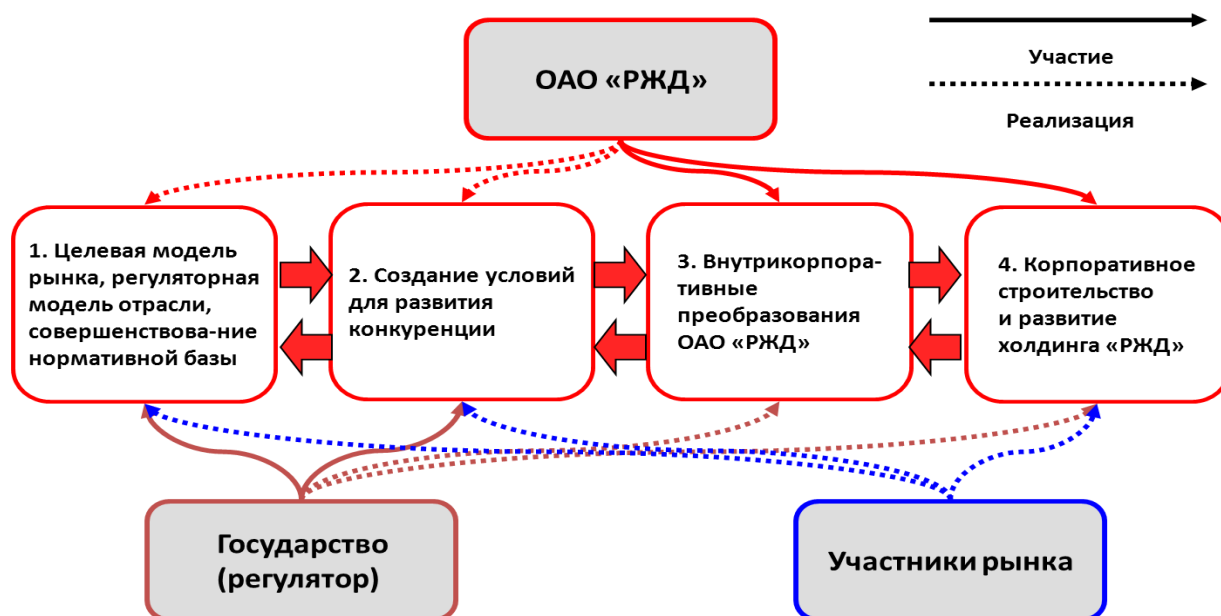 ОАО «РЖД»
Участие
Реализация
1. Целевая модель
рынка, регуляторная
модель отрасли,
совершенствова-ние
нормативной базы
2. Создание условий
для развития
конкуренции
3. Внутрикорпора-
тивные
преобразования
ОАО «РЖД»
4. Корпоративное
строительство
и развитие
холдинга «РЖД»
Государство
(регулятор)
Участники рынка